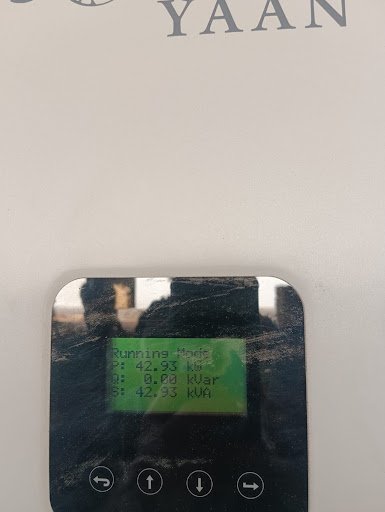 YAAN
Running Mode
P: 42.93 kW
Q:  0.00 kVar
S: 42.93 kVA